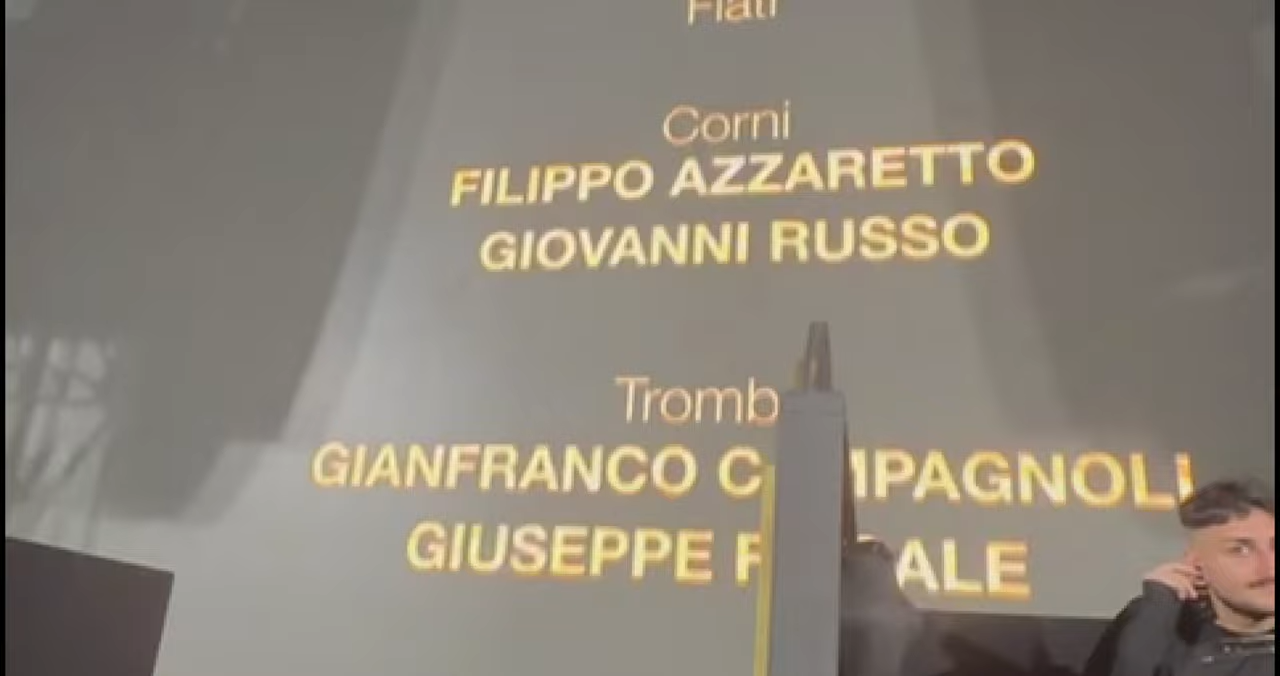 Fiati
Corni
FILIPPO AZZARETTO
GIOVANNI RUSSO
GIANFRANCO
GIUSEPPE